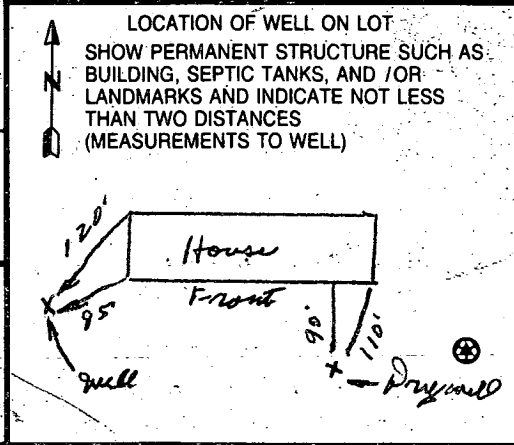 LOCATION OF WELL ON LOT
SHOW PERMANENT STRUCTURE SUCH AS
BUILDING, SEPTIC TANKS, AND / OR
LANDMARKS AND INDICATE NOT LESS
THAN TWO DISTANCES
(MEASUREMENTS TO WELL)
N
120'
House
Front
95
90'
110'
X
X
well
Drywell